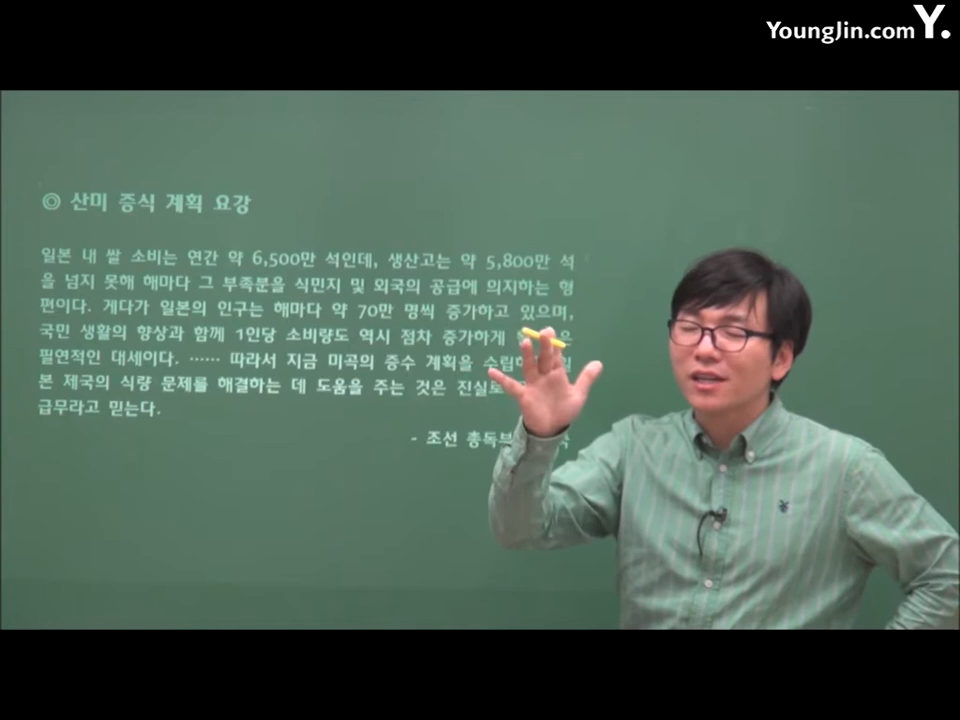 YoungJin.com Y.
◎ 산미 증식 계획 요강
일본 내 쌀 소비는 연간 약 6,500만 석인데, 생산고는 약 5,800만 석
을 넘지 못해 해마다 그 부족분을 식민지 및 외국의 공급에 의지하는 형
편이다. 게다가 일본의 인구는 해마다 약 70만 명씩 증가하고 있으며,
국민 생활의 향상과 함께 1인당 소비량도 역시 점차 증가하게
필연적인 대세이다. …… 따라서 지금 미곡의 증수 계획을
본 제국의 식량 문제를 해결하는 데 도움을 주는 것은 진실로
급무라고 믿는다.
- 조선 총독부